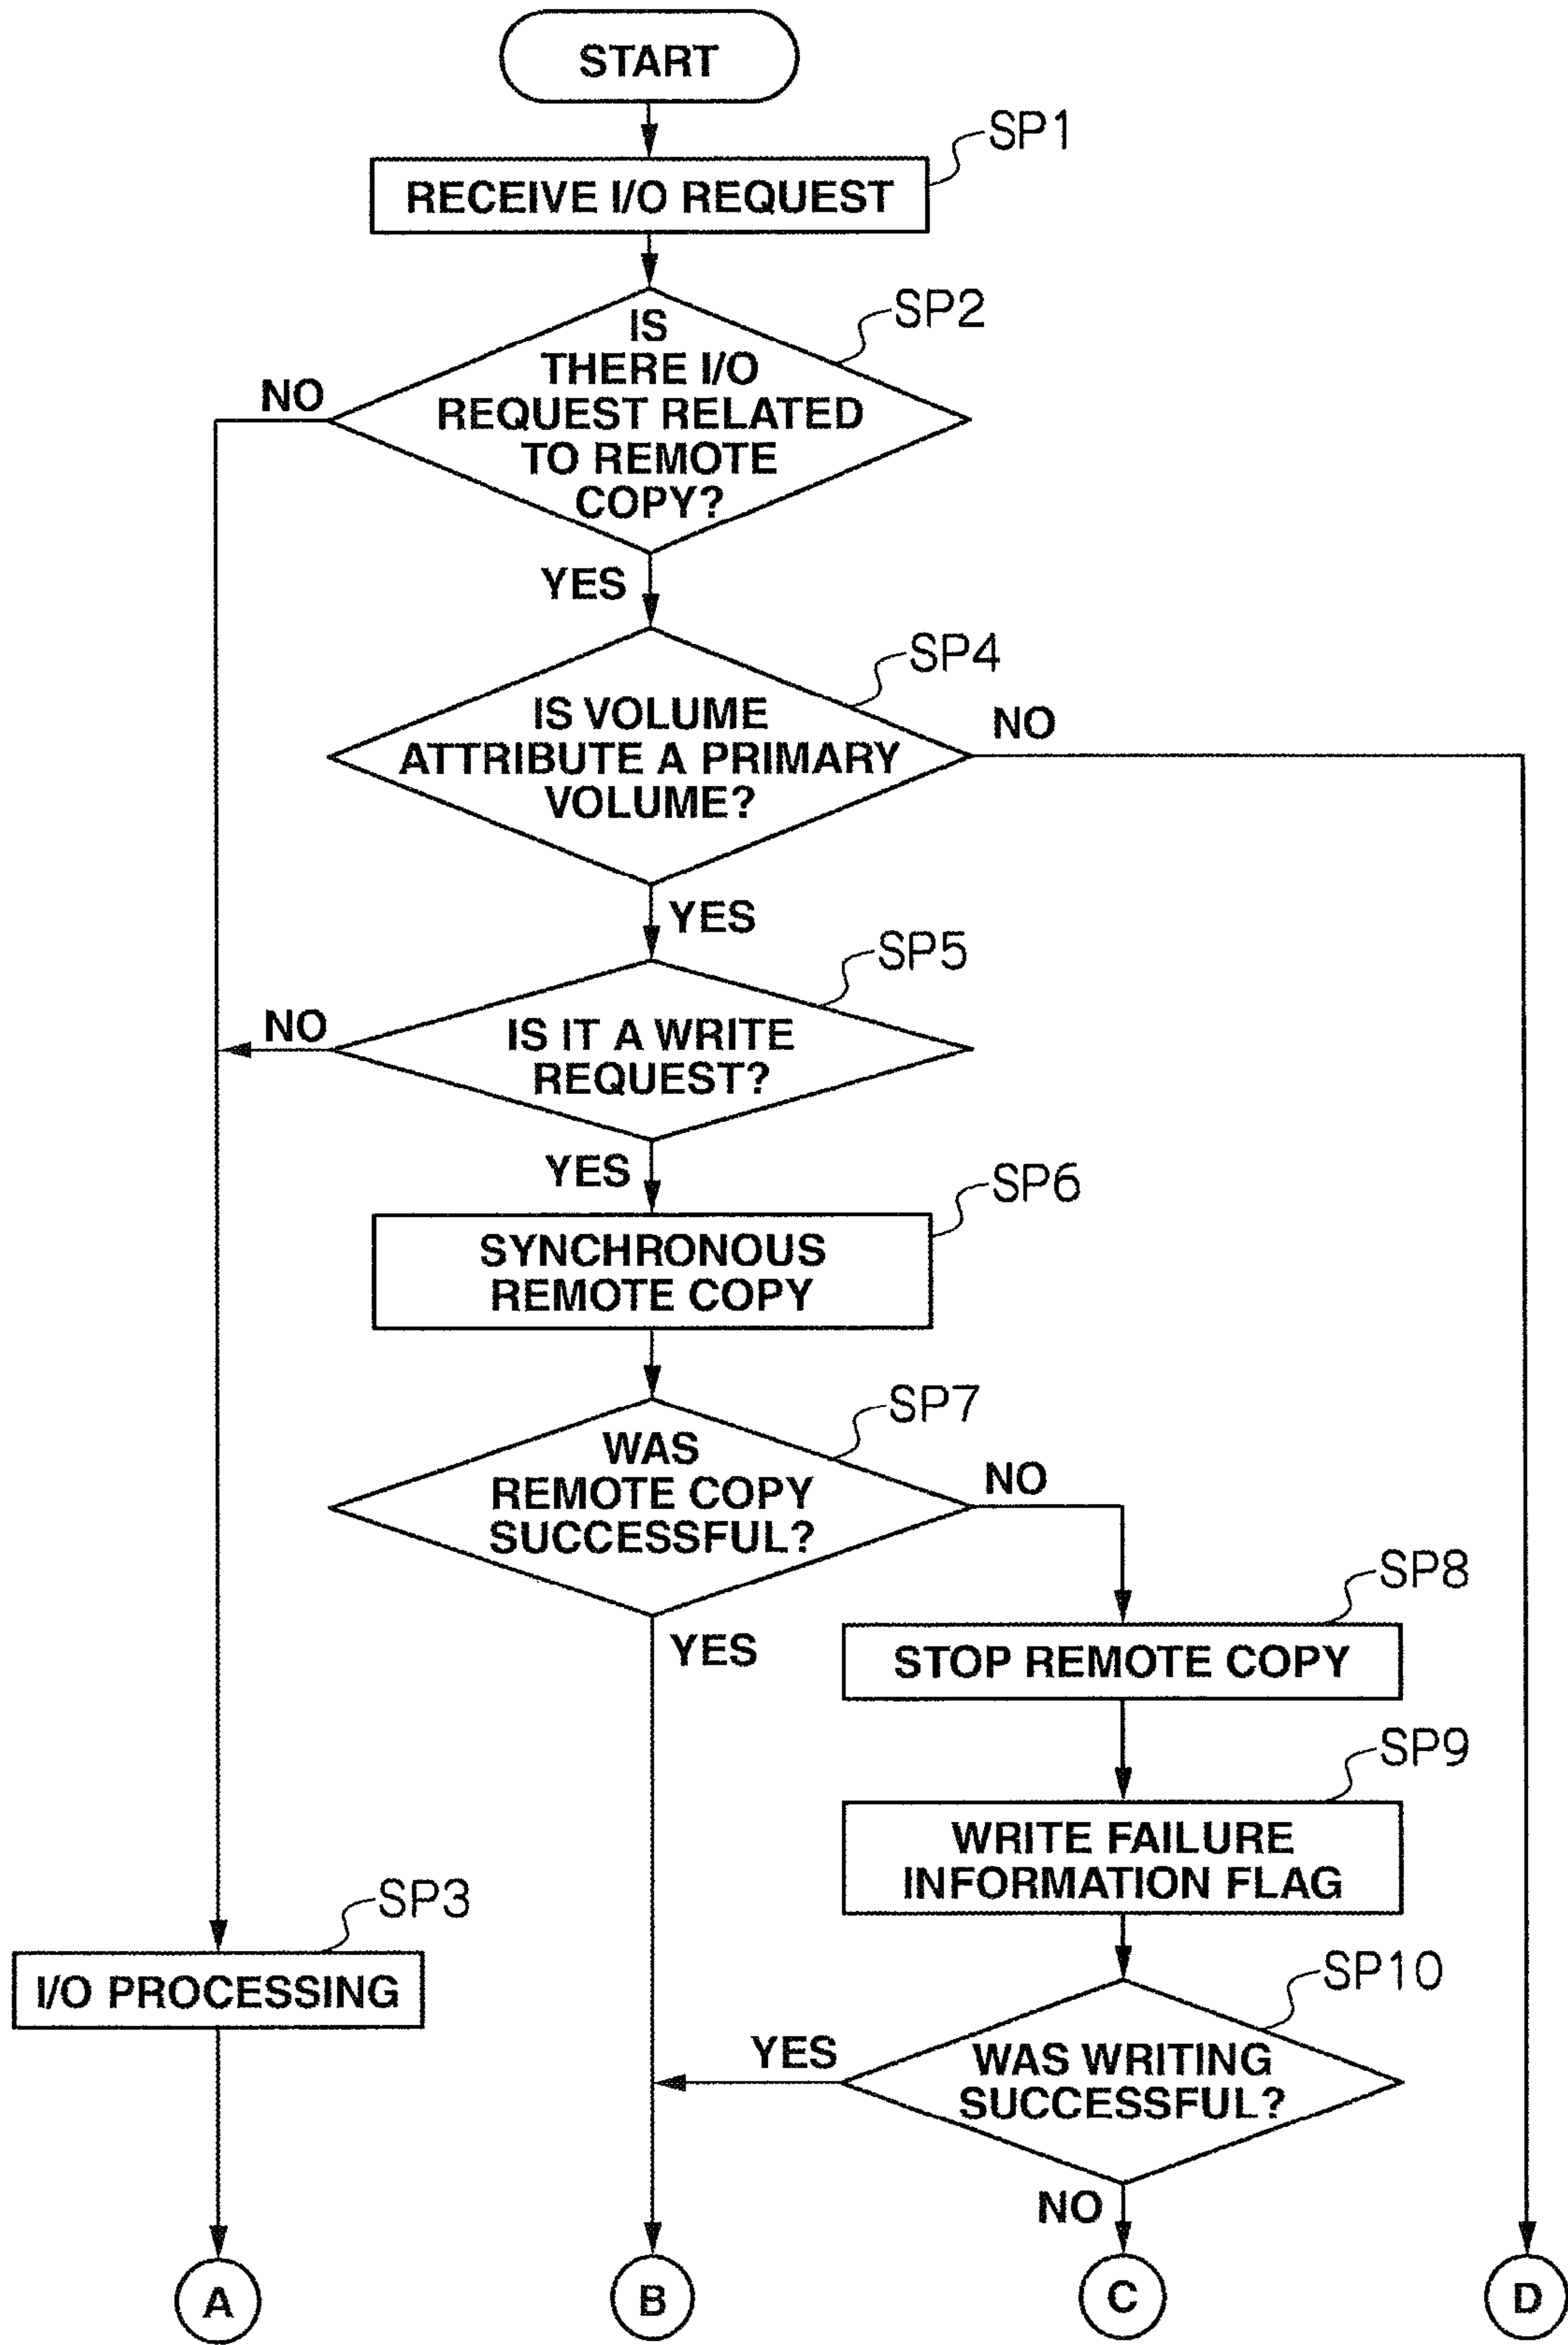 START
SP1
RECEIVE I/O REQUEST
SP2
IS
THERE I/O
REQUEST RELATED
TO REMOTE
COPY?
NO
YES
SP4
IS VOLUME
ATTRIBUTE A PRIMARY
VOLUME?
NO
YES
SP5
IS IT A WRITE
REQUEST?
NO
YES
SP6
SYNCHRONOUS
REMOTE COPY
SP7
WAS
REMOTE COPY
SUCCESSFUL?
NO
YES
SP8
STOP REMOTE COPY
SP9
WRITE FAILURE
INFORMATION FLAG
SP3
I/O PROCESSING
SP10
WAS WRITING
SUCCESSFUL?
YES
NO
A
B
C
D